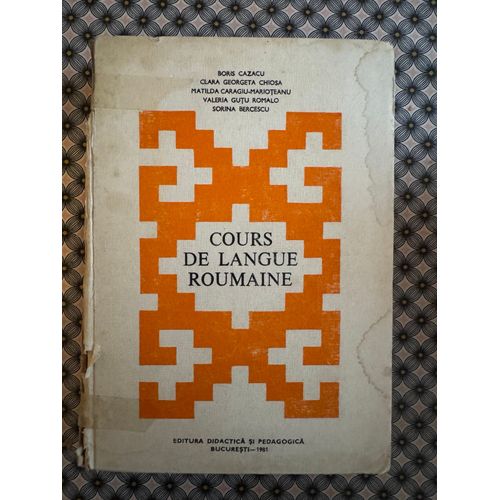 BORIS CAZACU
CLARA GEORGETA CHIOSA
MATILDA CARAGIU-MARIOȚEANU
VALERIA GUȚU ROMALO
SORINA BERCESCU
COURS
DE LANGUE
ROUMAINE
EDITURA DIDACTICĂ ȘI PEDAGOGICĂ
BUCUREȘTI—1981